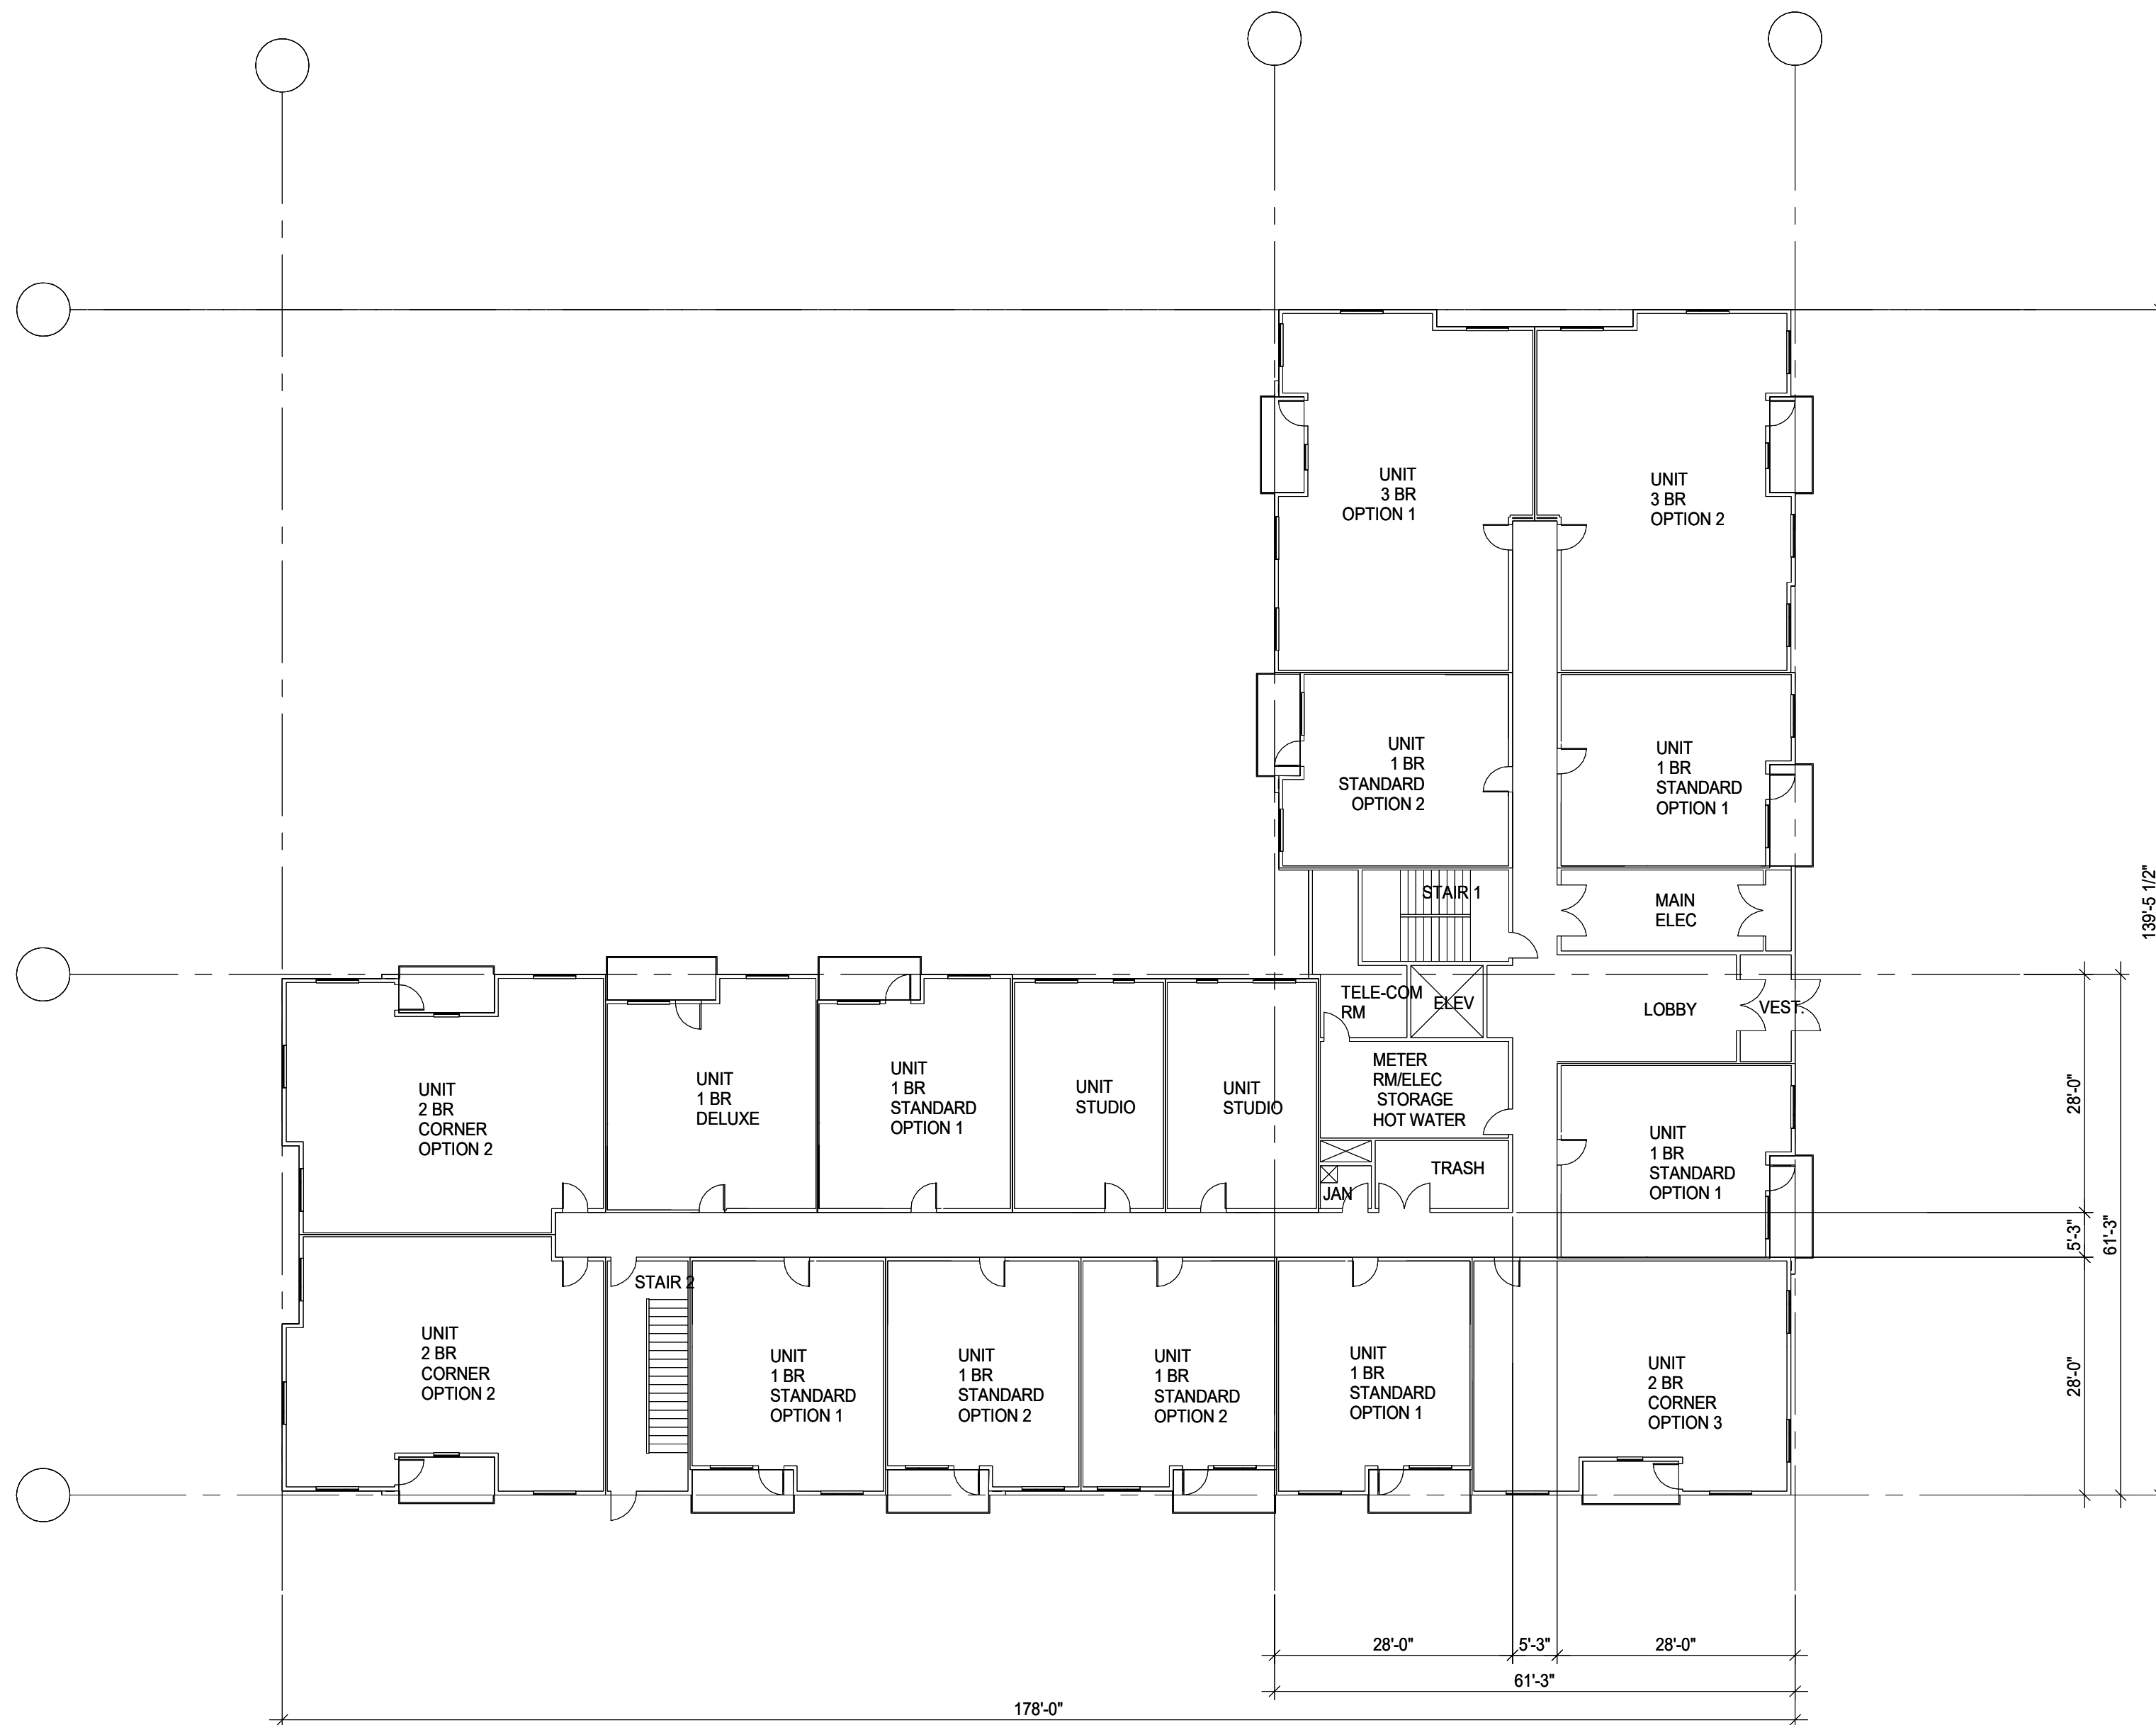 UNIT
3 BR
OPTION 1
UNIT
3 BR
OPTION 2
UNIT
1 BR
STANDARD
OPTION 2
UNIT
1 BR
STANDARD
OPTION 1
STAIR 1
MAIN
ELEC
139'-5 1/2"
TELE-COM
RM
ELEV
LOBBY
VEST.
METER
RM/ELEC
STORAGE
HOT WATER
TRASH
JAN
UNIT
2 BR
CORNER
OPTION 2
UNIT
1 BR
DELUXE
UNIT
1 BR
STANDARD
OPTION 1
UNIT
STUDIO
UNIT
STUDIO
UNIT
1 BR
STANDARD
OPTION 1
28'-0"
5'-3"
61'-3"
28'-0"
STAIR 2
UNIT
2 BR
CORNER
OPTION 2
UNIT
1 BR
STANDARD
OPTION 1
UNIT
1 BR
STANDARD
OPTION 2
UNIT
1 BR
STANDARD
OPTION 2
UNIT
1 BR
STANDARD
OPTION 1
UNIT
2 BR
CORNER
OPTION 3
28'-0"
5'-3"
28'-0"
61'-3"
178'-0"